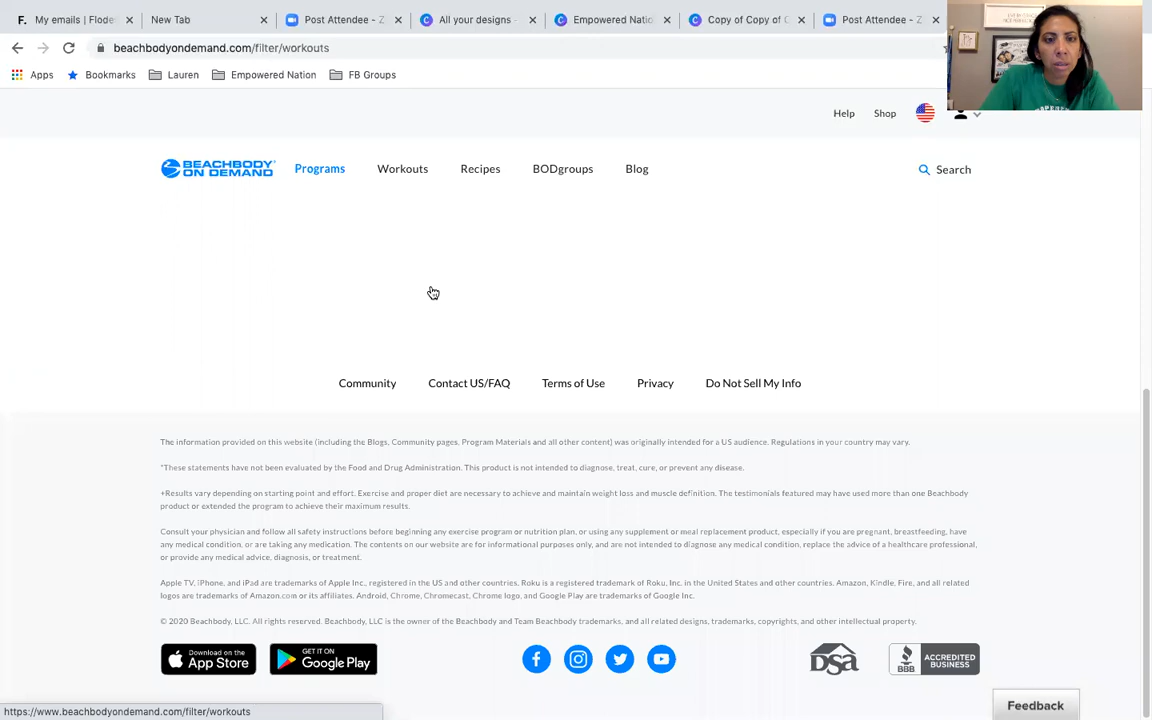 My emails | Floder
New Tab
Post Attendee - Z
All your designs -
Empowered Natio
Copy of Copy of C
Post Attendee - Z
beachbodyondemand.com/filter/workouts
Apps
Bookmarks
Lauren
Empowered Nation
FB Groups
Help
Shop
BEACHBODY
ON DEMAND
Programs
Workouts
Recipes
BODgroups
Blog
Search
Community
Contact US/FAQ
Terms of Use
Privacy
Do Not Sell My Info
The information provided on this website (including the Blogs, Community pages, Program Materials and all other content) was originally intended for a US audience. Regulations in your country may vary.
*These statements have not been evaluated by the Food and Drug Administration. This product is not intended to diagnose, treat, cure, or prevent any disease.
+Results vary depending on starting point and effort. Exercise and proper diet are necessary to achieve and maintain weight loss and muscle definition. The testimonials featured may have used more than one Beachbody
product or extended the program to achieve their maximum results.
Consult your physician and follow all safety instructions before beginning any exercise program or nutrition plan, or using any supplement or meal replacement product, especially if you are pregnant, breastfeeding, have
any medical condition, or are taking any medication. The contents on our website are for informational purposes only, and are not intended to diagnose any medical condition, replace the advice of a healthcare professional,
or provide any medical advice, diagnosis, or treatment.
Apple TV, iPhone, and iPad are trademarks of Apple Inc., registered in the US and other countries. Roku is a registered trademark of Roku, Inc. in the United States and other countries. Amazon, Kindle, Fire, and all related
logos are trademarks of Amazon.com or its affiliates. Android, Chrome, Chromecast, Chrome logo, and Google Play are trademarks of Google Inc.
© 2020 Beachbody, LLC. All rights reserved. Beachbody, LLC is the owner of the Beachbody and Team Beachbody trademarks, and all related designs, trademarks, copyrights, and other intellectual property.
Download on the
App Store
GET IT ON
Google Play
DSA
BBB
ACCREDITED
BUSINESS
Feedback
https://www.beachbodyondemand.com/filter/workouts